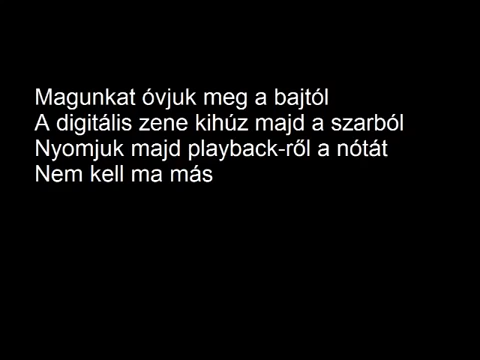 Magunkat óvjuk meg a bajtól
A digitális zene kihúz majd a szarból
Nyomjuk majd playback-ről a nótát
Nem kell ma más